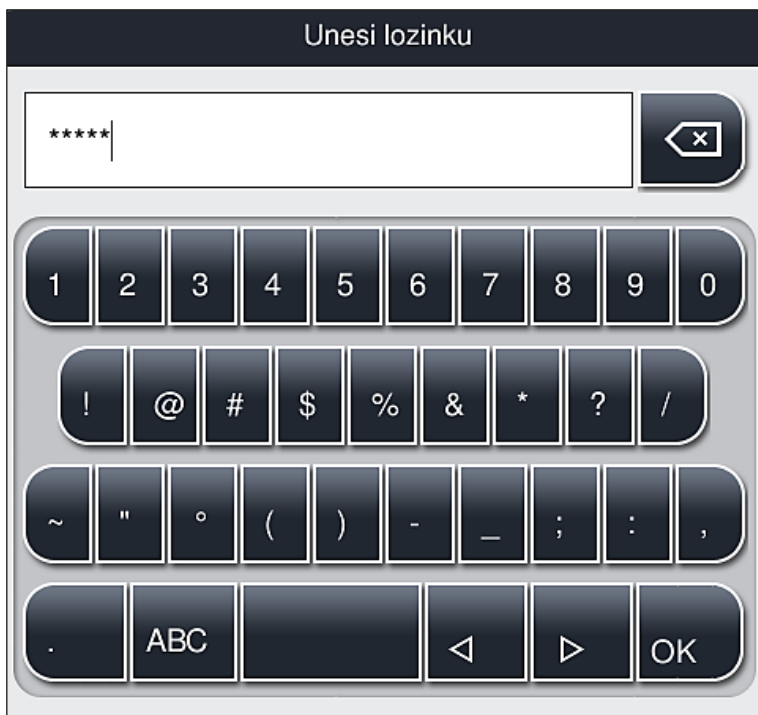 Unesi lozinku
*****
1 2 3 4 5 6 7 8 9 0
! @ # $ % & * ? /
~ " ° ( ) - _ ; : ,
. ABC OK